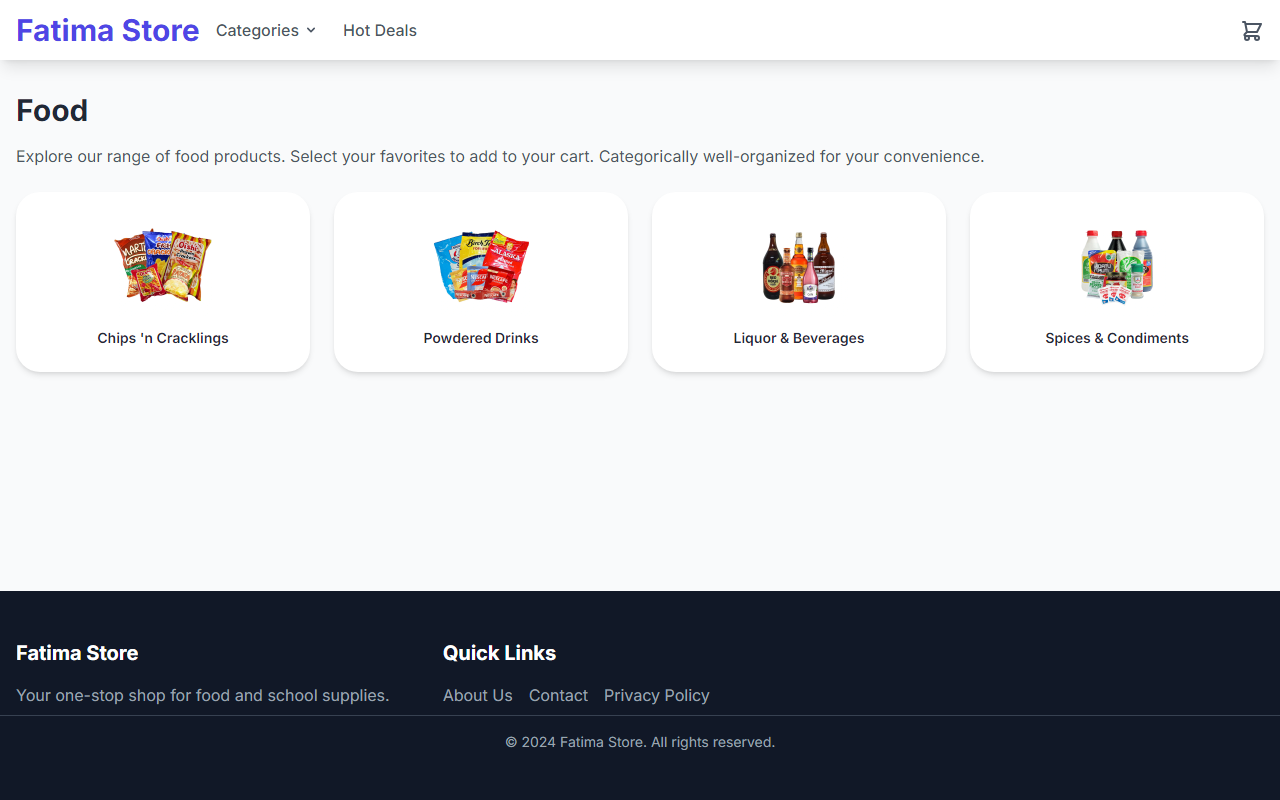 Fatima Store
Categories
Hot Deals
Food
Explore our range of food products. Select your favorites to add to your cart. Categorically well-organized for your convenience.
Chips 'n Cracklings
Powdered Drinks
Liquor & Beverages
Spices & Condiments
Fatima Store
Your one-stop shop for food and school supplies.
Quick Links
About Us Contact Privacy Policy
© 2024 Fatima Store. All rights reserved.